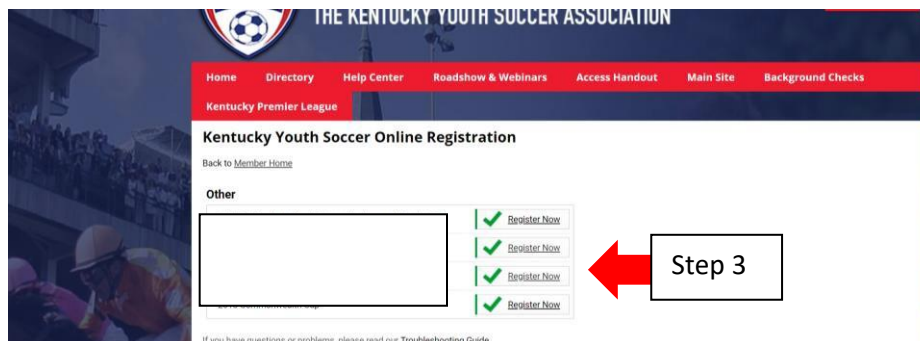 THE KENTUCKY YOUTH SOCCER ASSOCIATION
Home Directory Help Center Roadshow & Webinars Access Handout Main Site Background Checks
Kentucky Premier League
Kentucky Youth Soccer Online Registration
Back to Member Home
Other
Register Now
Register Now
Register Now
Register Now
Step 3
If you have questions or problems, please read our Troubleshooting Guide